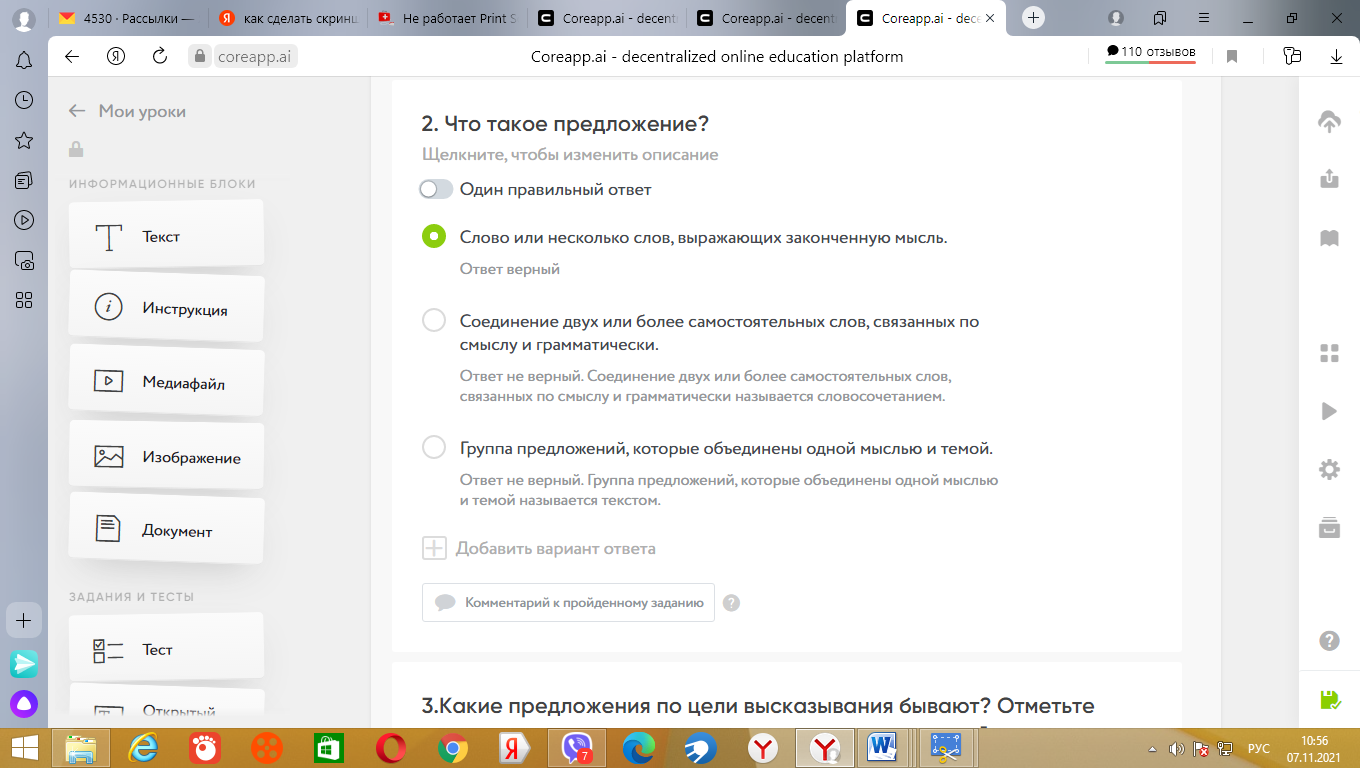 4530 · Рассылки —
как сделать скринш
Не работает Print S
Coreapp.ai - decentr
Coreapp.ai - decentr
Coreapp.ai - dece
coreapp.ai
Coreapp.ai - decentralized online education platform
110 отзывов
Мои уроки
ИНФОРМАЦИОННЫЕ БЛОКИ
Текст
Инструкция
Медиафайл
Изображение
Документ
ЗАДАНИЯ И ТЕСТЫ
Тест
Открытый
2. Что такое предложение?
Щелкните, чтобы изменить описание
Один правильный ответ
Слово или несколько слов, выражающих законченную мысль.
Ответ верный
Соединение двух или более самостоятельных слов, связанных по
смыслу и грамматически.
Ответ не верный. Соединение двух или более самостоятельных слов,
связанных по смыслу и грамматически называется словосочетанием.
Группа предложений, которые объединены одной мыслью и темой.
Ответ не верный. Группа предложений, которые объединены одной мыслью
и темой называется текстом.
Добавить вариант ответа
Комментарий к пройденному заданию
?
3.Какие предложения по цели высказывания бывают? Отметьте
7
РУС
10:56
07.11.2021